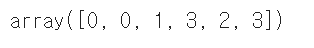 array([0, 0, 1, 3, 2, 3])